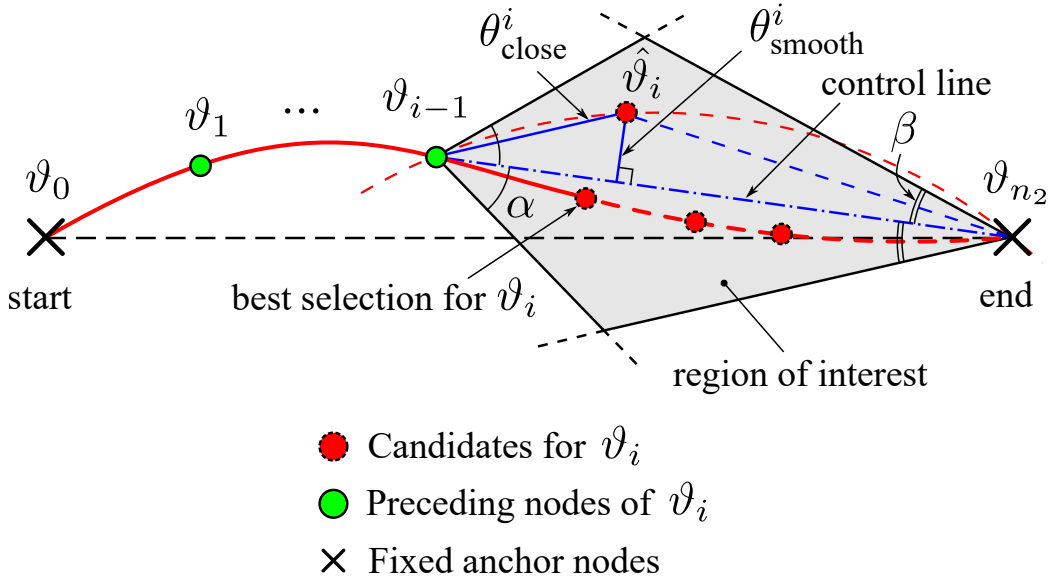 θ^i_close
θ^i_smooth
ϑ̂_i
control line
ϑ_0
ϑ_1
...
ϑ_{i−1}
β
ϑ_{n_2}
α
start
best selection for ϑ_i
end
region of interest
Candidates for ϑ_i
Preceding nodes of ϑ_i
Fixed anchor nodes